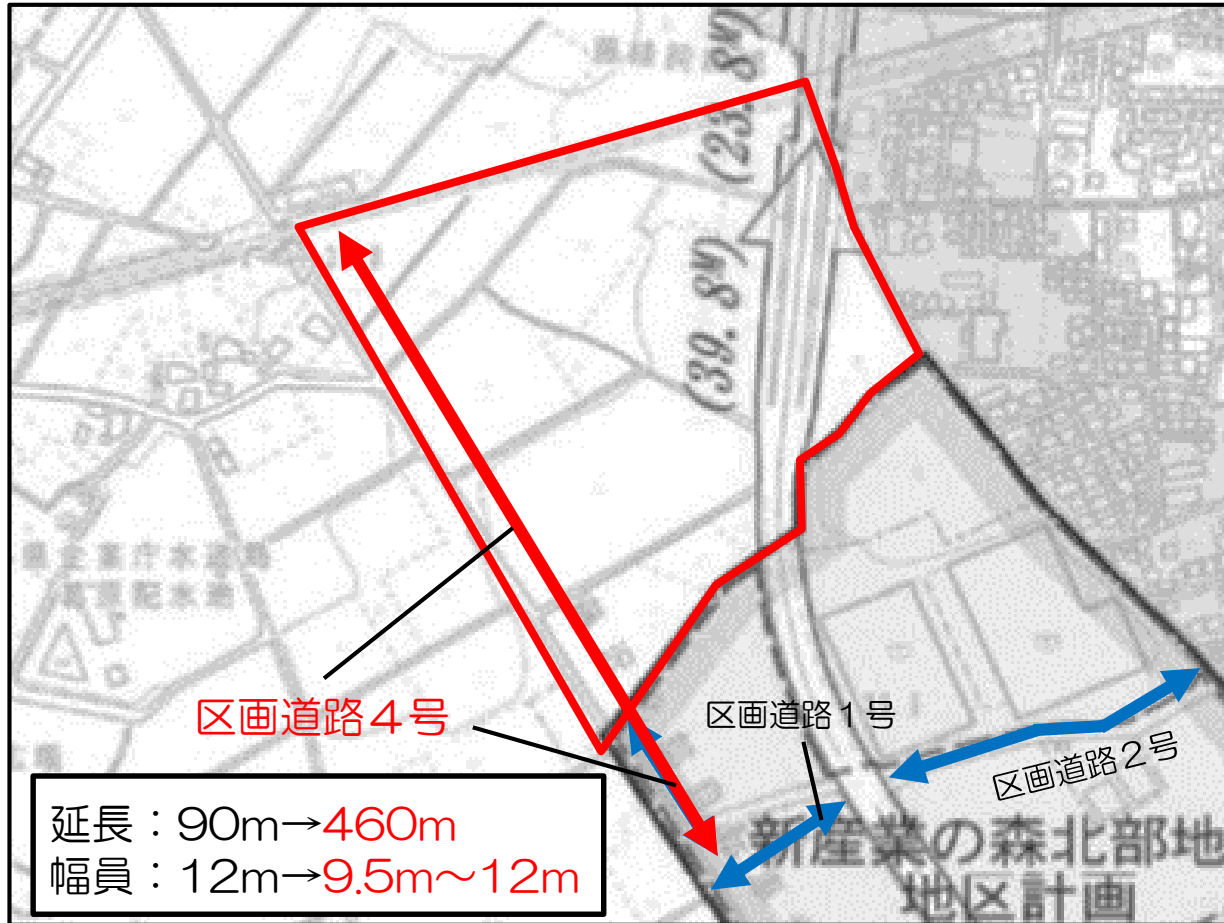 (23. 8M)
(39. 8M)
区画道路４号
区画道路１号
区画道路２号
延長：90m→460m
幅員：12m→9.5m～12m
新産業の森北部地
地区計画